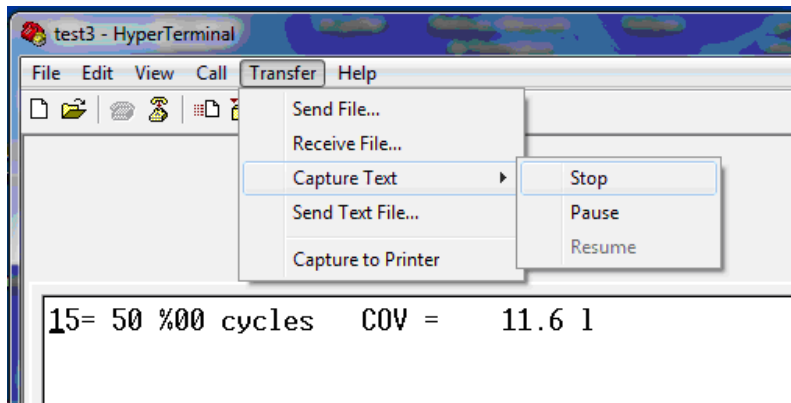 test3 - HyperTerminal
File Edit View Call Transfer Help
Send File...
Receive File...
Capture Text
Send Text File...
Capture to Printer
Stop
Pause
Resume
15= 50 %00 cycles COV = 11.6 l